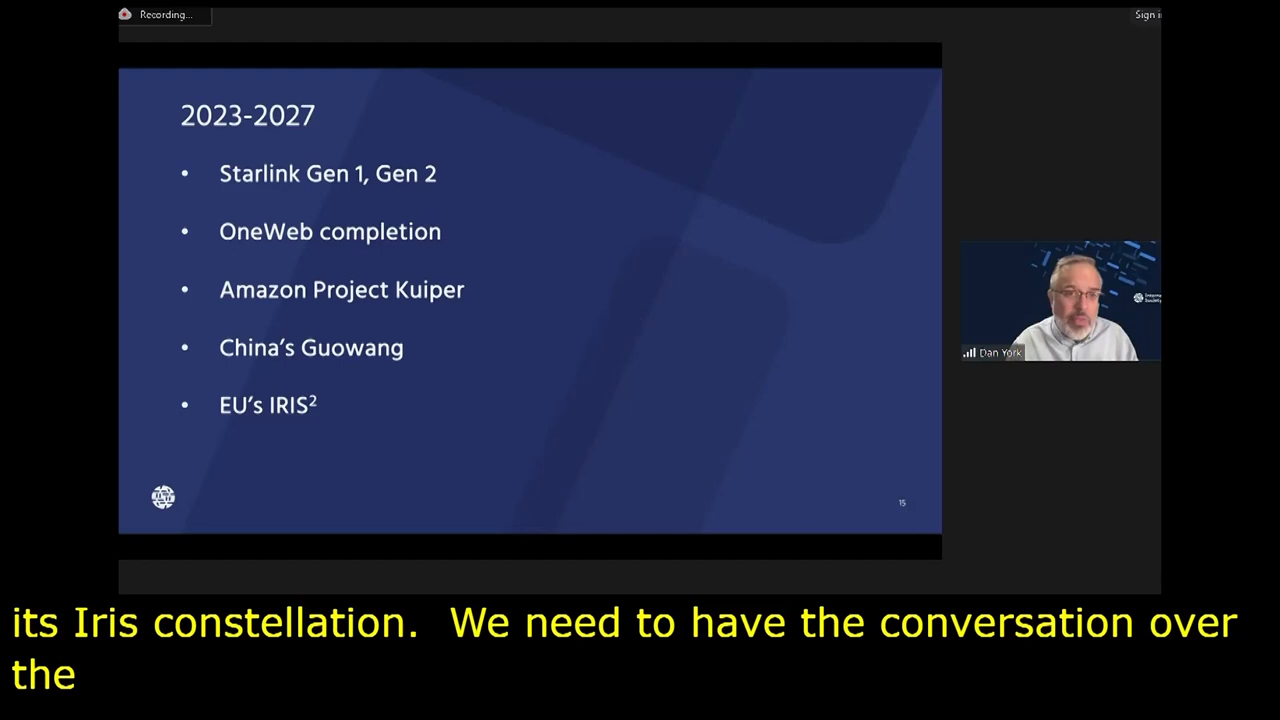 Recording...
Sign i
2023-2027
• Starlink Gen 1, Gen 2
• OneWeb completion
• Amazon Project Kuiper
• China's Guowang
• EU's IRIS²
15
Dan York
its Iris constellation. We need to have the conversation over
the